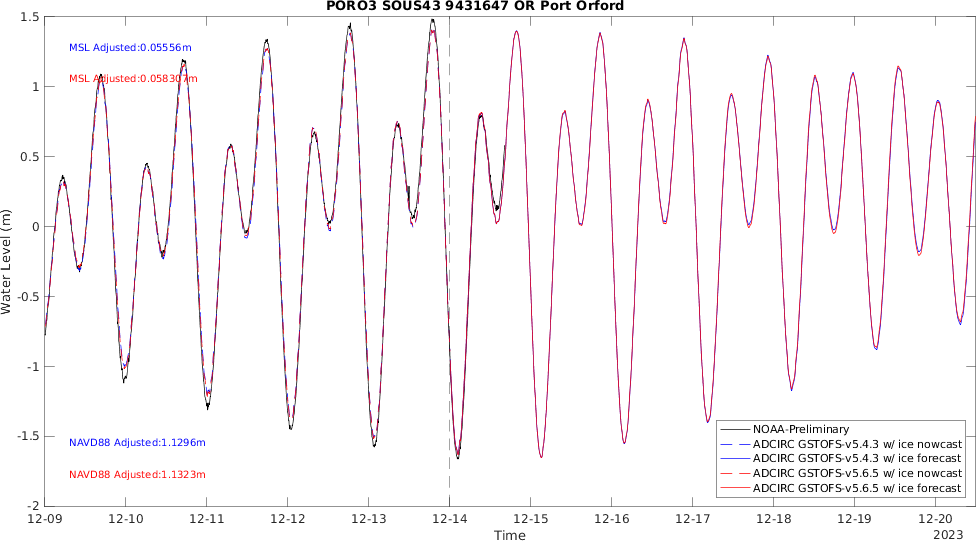 PORO3 SOUS43 9431647 OR Port Orford
1.5
1
0.5
0
-0.5
-1
-1.5
-2
Water Level (m)
MSL Adjusted:0.05556m
MSL Adjusted:0.058307m
NAVD88 Adjusted:1.1296m
NAVD88 Adjusted:1.1323m
NOAA-Preliminary
ADCIRC GSTOFS-v5.4.3 w/ ice nowcast
ADCIRC GSTOFS-v5.4.3 w/ ice forecast
ADCIRC GSTOFS-v5.6.5 w/ ice nowcast
ADCIRC GSTOFS-v5.6.5 w/ ice forecast
12-09 12-10 12-11 12-12 12-13 12-14 12-15 12-16 12-17 12-18 12-19 12-20
2023
Time